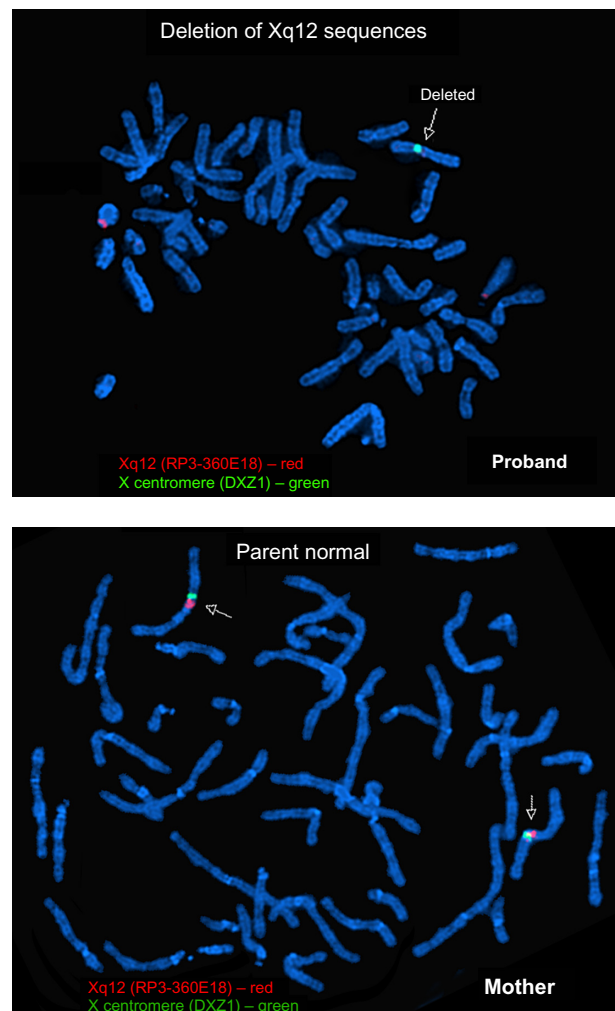 Deletion of Xq12 sequences
Deleted
Xq12 (RP3-360E18) – red
X centromere (DXZ1) – green
Proband
Parent normal
Xq12 (RP3-360E18) – red
X centromere (DXZ1) – green
Mother